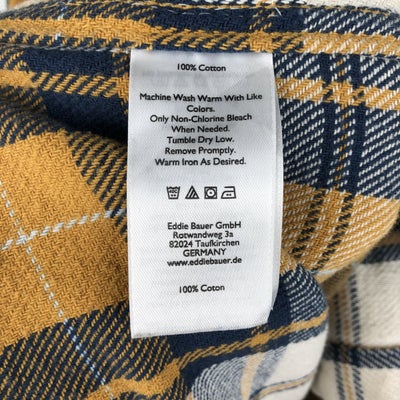 100% Cotton
Machine Wash Warm With Like
Colors.
Only Non-Chlorine Bleach
When Needed.
Tumble Dry Low.
Remove Promptly.
Warm Iron As Desired.
Eddie Bauer GmbH
Rotwandweg 3a
82024 Taufkirchen
GERMANY
www.eddiebauer.de
100% Cotton